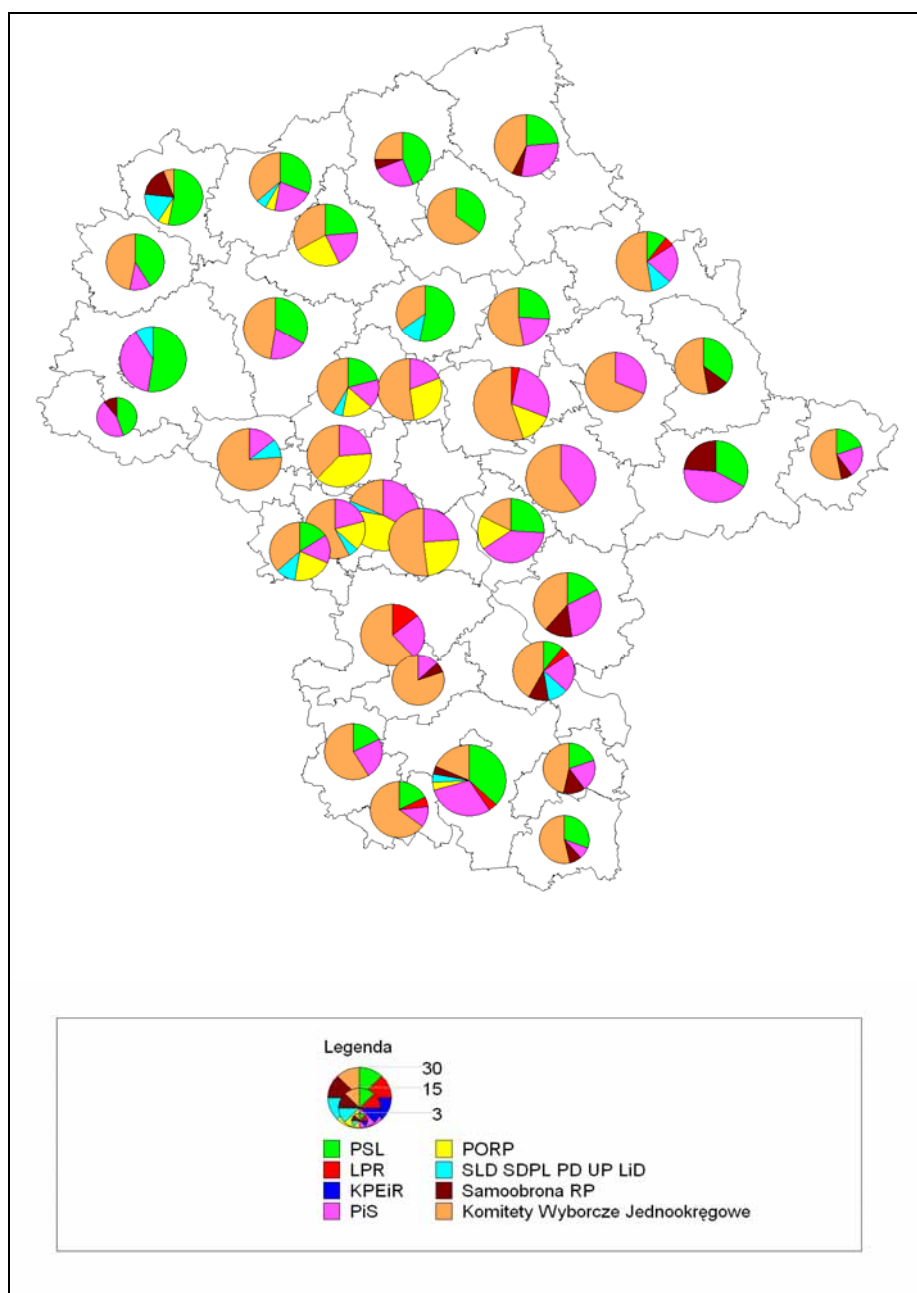 Legenda
30
15
3
PSL
PORP
LPR
SLD SDPL PD UP LiD
KPEiR
Samoobrona RP
PiS
Komitety Wyborcze Jednookręgowe